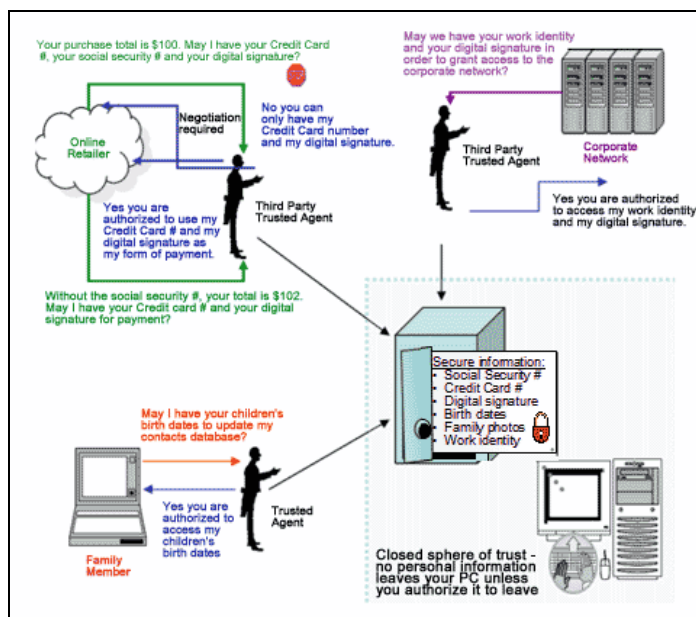 Your purchase total is $100. May I have your Credit Card
#, your social security # and your digital signature?
Negotiation
required
No you can
only have my
Credit Card number
and my digital signature.
Online
Retailer
Third Party
Trusted Agent
Yes you are
authorized to use my
Credit Card # and my
digital signature as
my form of payment.
Without the social security #, your total is $102.
May I have your Credit card # and your digital
signature for payment?
May we have your work identity
and your digital signature in
order to grant access to the
corporate network?
Third Party
Trusted Agent
Corporate
Network
Yes you are authorized
to access my work identity
and my digital signature.
Secure information:
• Social Security #
• Credit Card #
• Digital signature
• Birth dates
• Family photos
• Work identity
May I have your children's
birth dates to update my
contacts database?
Yes you are
authorized to
access my
children's
birth dates
Trusted
Agent
Family
Member
Closed sphere of trust -
no personal information
leaves your PC unless
you authorize it to leave